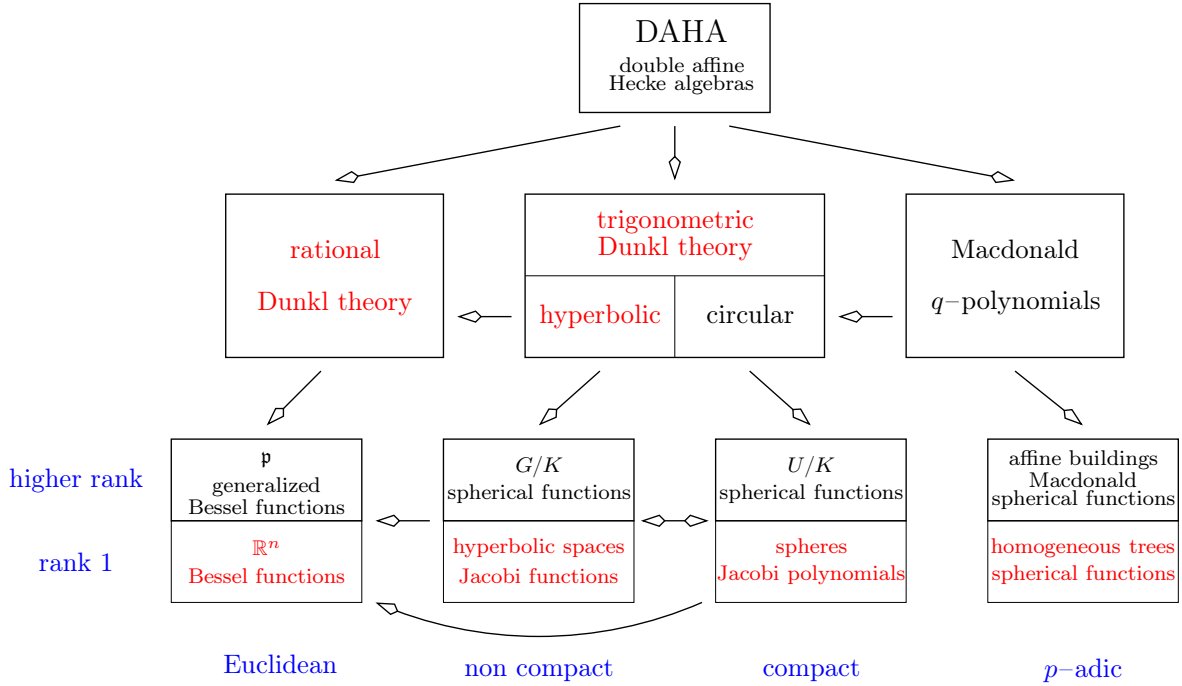 DAHA
double affine
Hecke algebras
rational
Dunkl theory
trigonometric
Dunkl theory
hyperbolic
circular
Macdonald
q–polynomials
higher rank
𝔭
generalized
Bessel functions
G/K
spherical functions
U/K
spherical functions
affine buildings
Macdonald
spherical functions
rank 1
ℝⁿ
Bessel functions
hyperbolic spaces
Jacobi functions
spheres
Jacobi polynomials
homogeneous trees
spherical functions
Euclidean
non compact
compact
p–adic